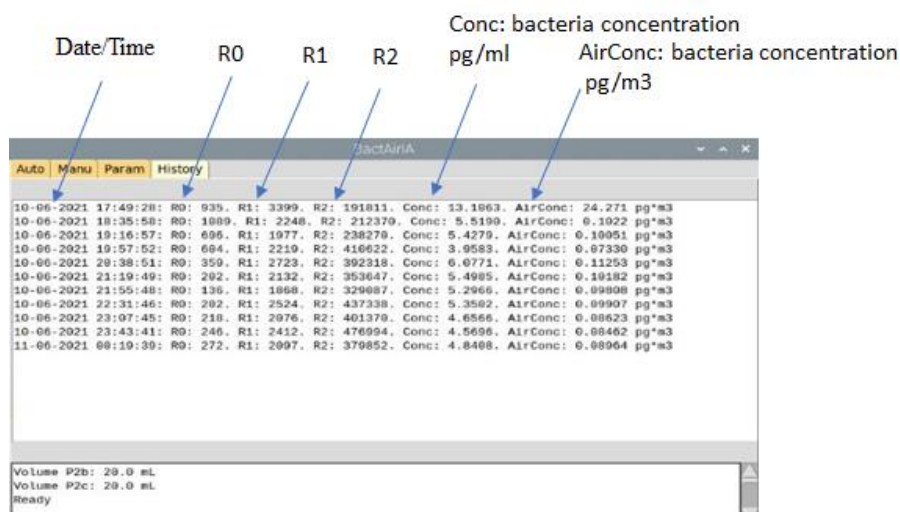 Conc: bacteria concentration
Date/Time R0 R1 R2 pg/ml AirConc: bacteria concentration
pg/m3
BactAirIA
Auto Manu Param History
10-06-2021 17:49:28: R0: 935. R1: 3399. R2: 191811. Conc: 13.1063. AirConc: 24.271 pg*m3
10-06-2021 18:35:58: R0: 1089. R1: 2248. R2: 212370. Conc: 5.5190. AirConc: 0.1022 pg*m3
10-06-2021 19:16:57: R0: 696. R1: 1977. R2: 238270. Conc: 5.4279. AirConc: 0.10051 pg*m3
10-06-2021 19:57:52: R0: 604. R1: 2219. R2: 410622. Conc: 3.9583. AirConc: 0.07330 pg*m3
10-06-2021 20:38:51: R0: 359. R1: 2723. R2: 392318. Conc: 6.0771. AirConc: 0.11253 pg*m3
10-06-2021 21:19:49: R0: 202. R1: 2132. R2: 353647. Conc: 5.4985. AirConc: 0.10182 pg*m3
10-06-2021 21:55:48: R0: 136. R1: 1868. R2: 329087. Conc: 5.2966. AirConc: 0.09808 pg*m3
10-06-2021 22:31:46: R0: 202. R1: 2524. R2: 437338. Conc: 5.3502. AirConc: 0.09907 pg*m3
10-06-2021 23:07:45: R0: 218. R1: 2076. R2: 401370. Conc: 4.6566. AirConc: 0.08623 pg*m3
10-06-2021 23:43:41: R0: 246. R1: 2412. R2: 476994. Conc: 4.5696. AirConc: 0.08462 pg*m3
11-06-2021 00:19:39: R0: 272. R1: 2097. R2: 379852. Conc: 4.8408. AirConc: 0.08964 pg*m3
Volume P2b: 20.0 mL
Volume P2c: 20.0 mL
Ready